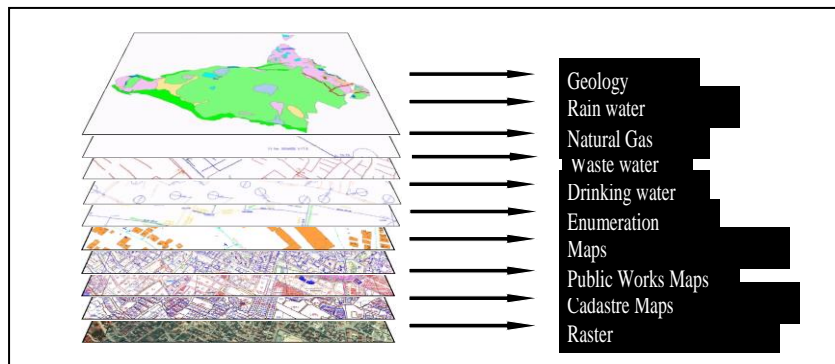 Geology
Rain water
Natural Gas
Waste water
Drinking water
Enumeration
Maps
Public Works Maps
Cadastre Maps
Raster